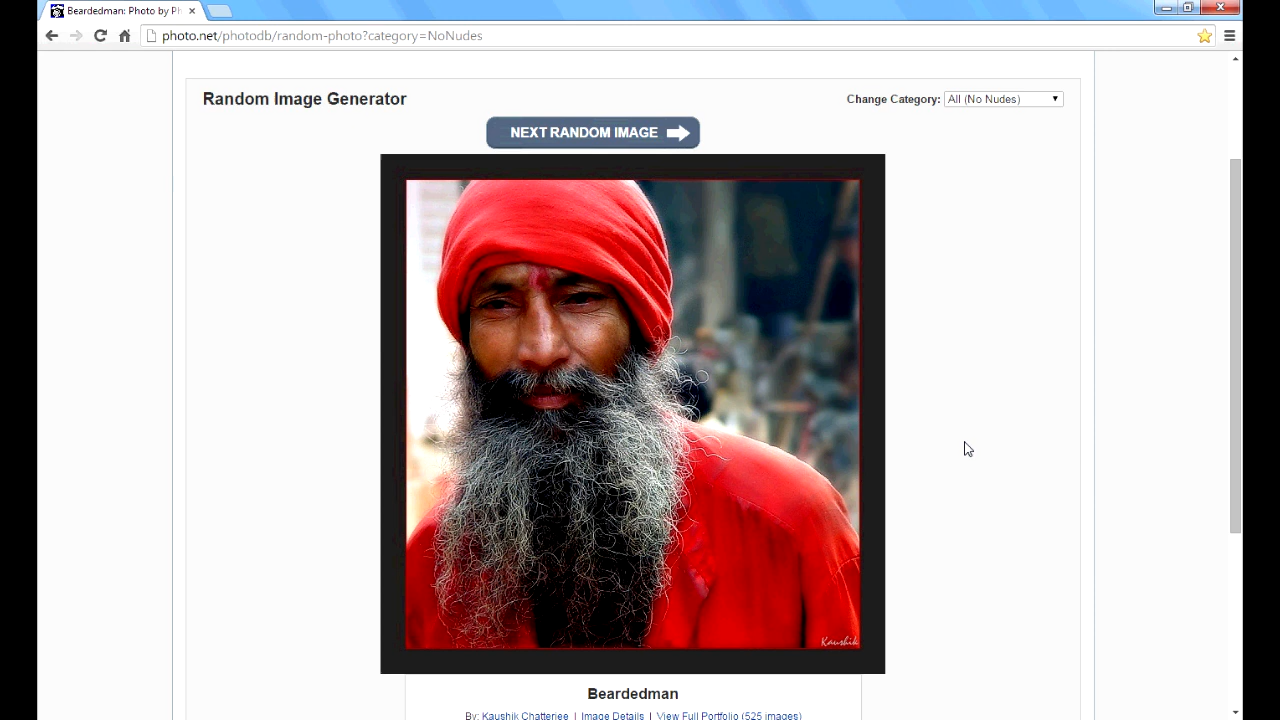 Beardedman: Photo by Ph
photo.net/photodb/random-photo?category=NoNudes
Random Image Generator
Change Category: All (No Nudes)
NEXT RANDOM IMAGE
Kaushik
Beardedman
By: Kaushik Chatterjee | Image Details | View Full Portfolio (525 images)